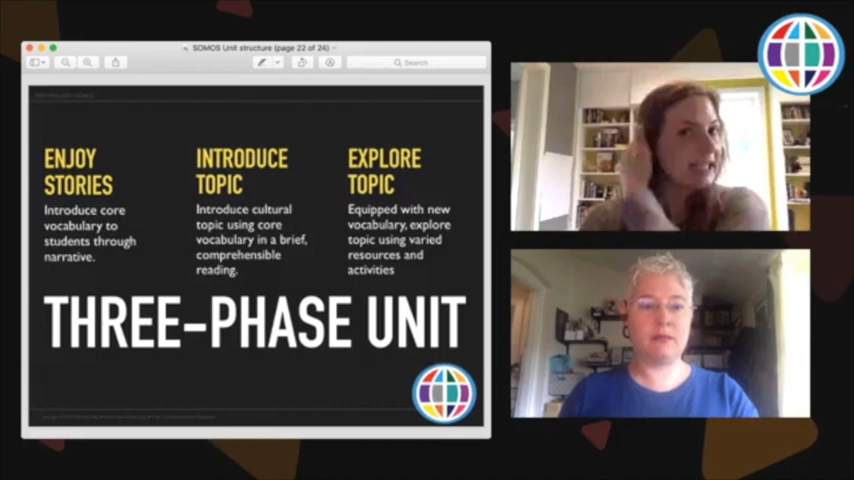 SOMOS Unit structure (page 22 of 24)
Search
ENJOY
STORIES
Introduce core
vocabulary to
students through
narrative.
INTRODUCE
TOPIC
Introduce cultural
topic using core
vocabulary in a brief,
comprehensible
reading.
EXPLORE
TOPIC
Equipped with new
vocabulary, explore
topic using varied
resources and
activities
THREE-PHASE UNIT